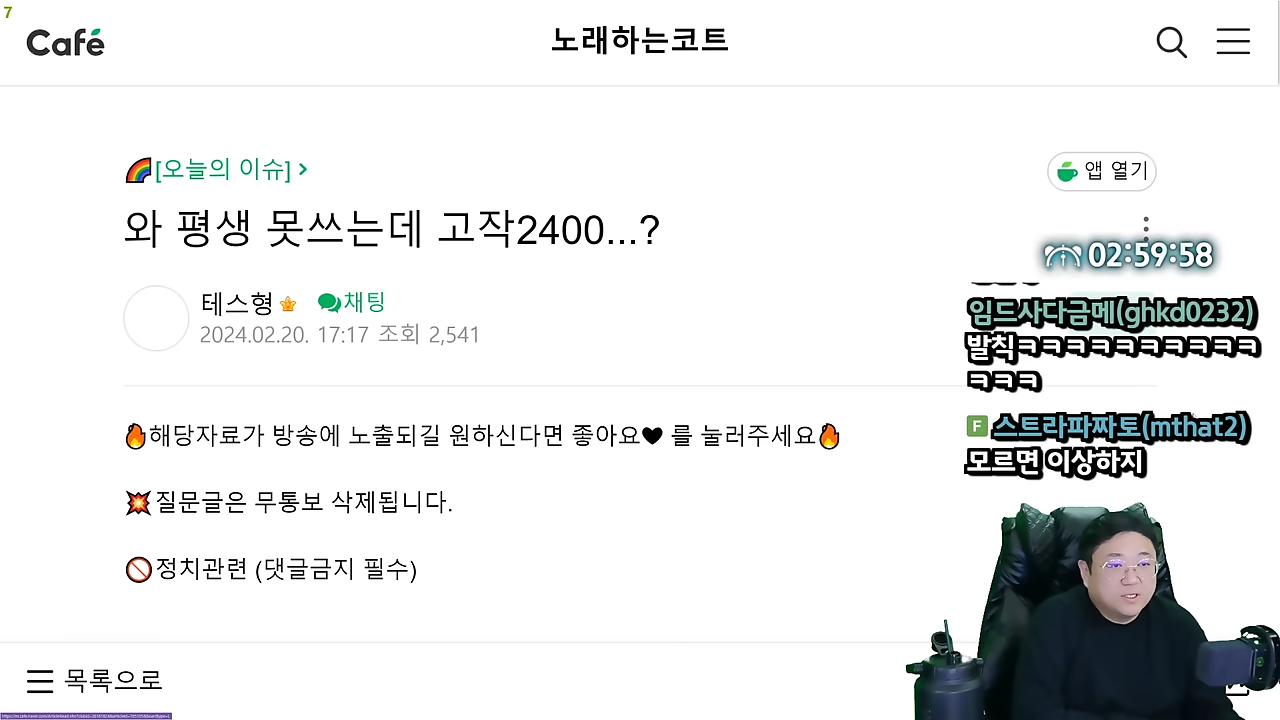 7
Café
노래하는코트
[오늘의 이슈]
앱 열기
와 평생 못쓰는데 고작2400...?
02:59:58
테스형
채팅
2024.02.20. 17:17 조회 2,541
임드사다금메(ghkd0232)
발칙ㅋㅋㅋㅋㅋㅋㅋㅋㅋㅋ
ㅋㅋㅋ
F 스트라파짜토(mthat2)
모르면 이상하지
🔥해당자료가 방송에 노출되길 원하신다면 좋아요🖤 를 눌러주세요🔥
💥질문글은 무통보 삭제됩니다.
🚫정치관련 (댓글금지 필수)
목록으로